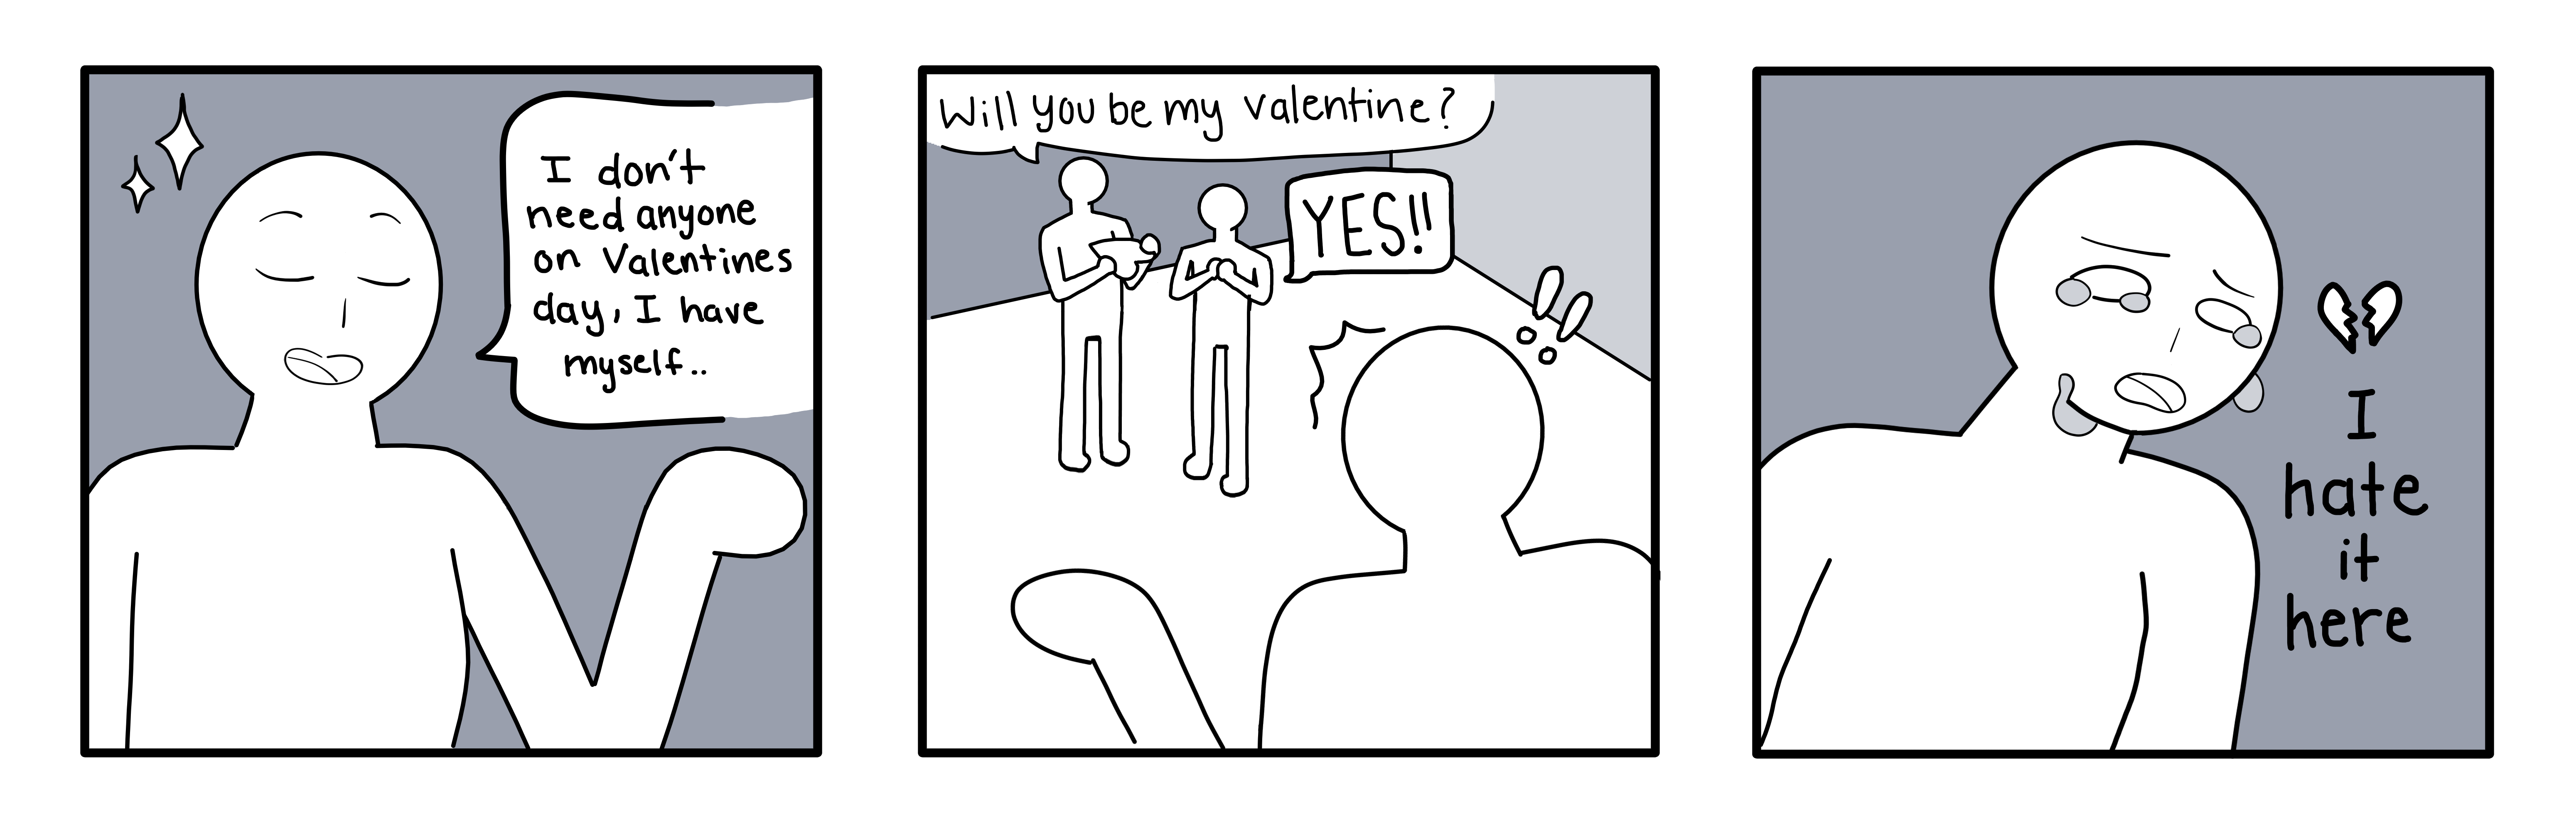 I don't
need anyone
on Valentines
day, I have
myself..
Will you be my valentine?
YES!!
I
hate
it
here